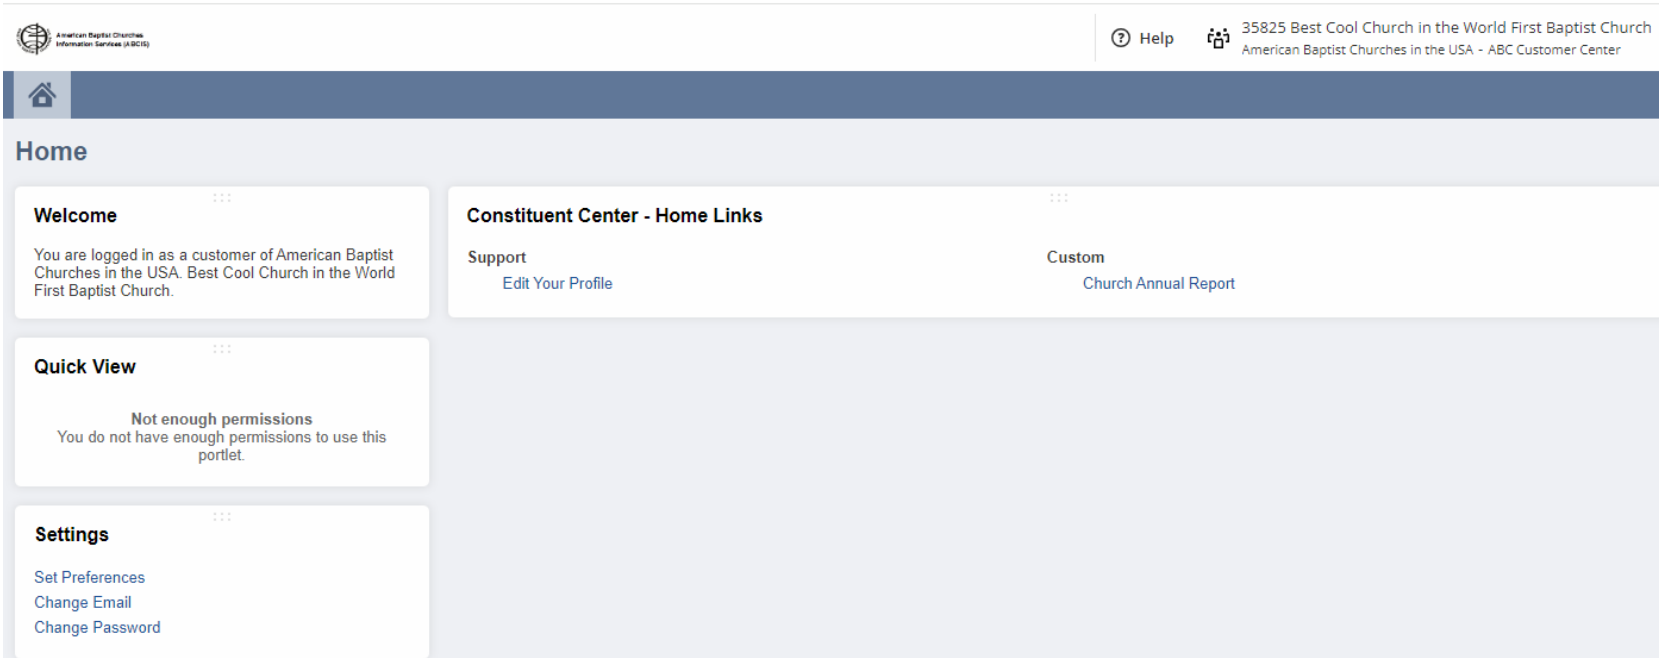 American Baptist Churches
Information Services (ABCIS)
Help
35825 Best Cool Church in the World First Baptist Church
American Baptist Churches in the USA - ABC Customer Center
Home
Welcome
You are logged in as a customer of American Baptist
Churches in the USA. Best Cool Church in the World
First Baptist Church.
Constituent Center - Home Links
Support
Edit Your Profile
Custom
Church Annual Report
Quick View
Not enough permissions
You do not have enough permissions to use this
portlet.
Settings
Set Preferences
Change Email
Change Password